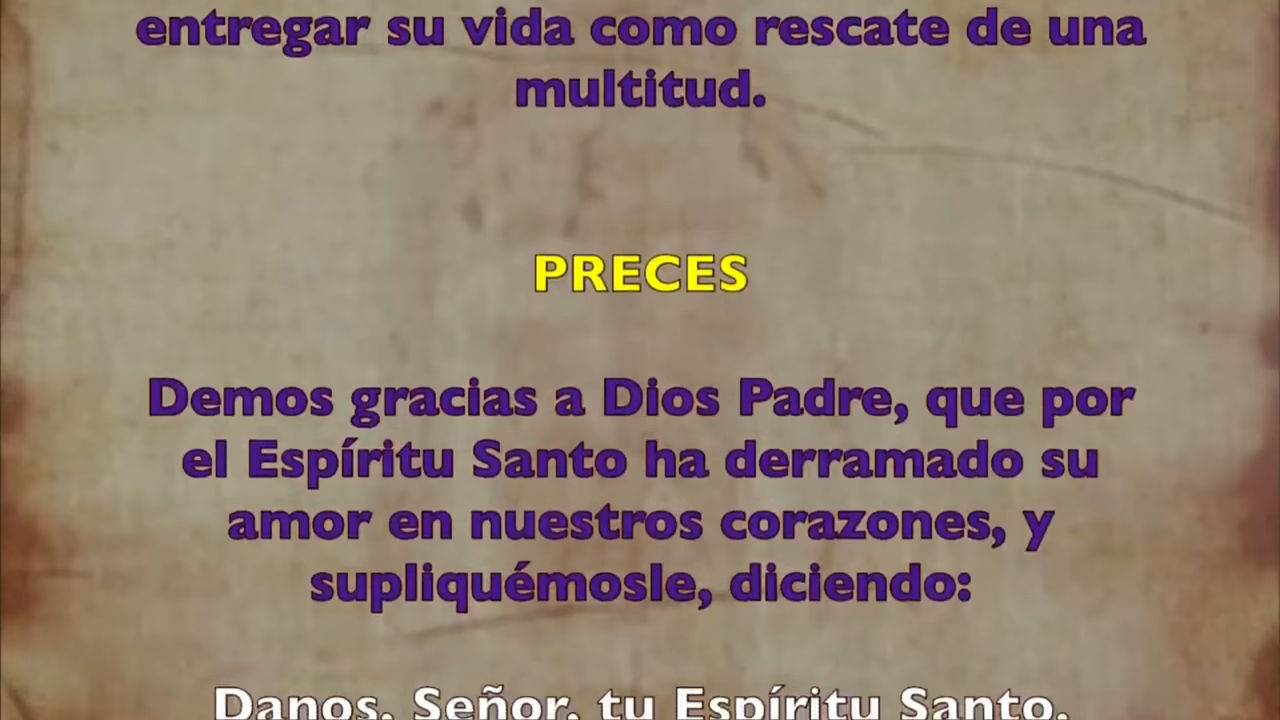 entregar su vida como rescate de una
multitud.
PRECES
Demos gracias a Dios Padre, que por
el Espíritu Santo ha derramado su
amor en nuestros corazones, y
supliquémosle, diciendo:
Danos, Señor, tu Espíritu Santo.